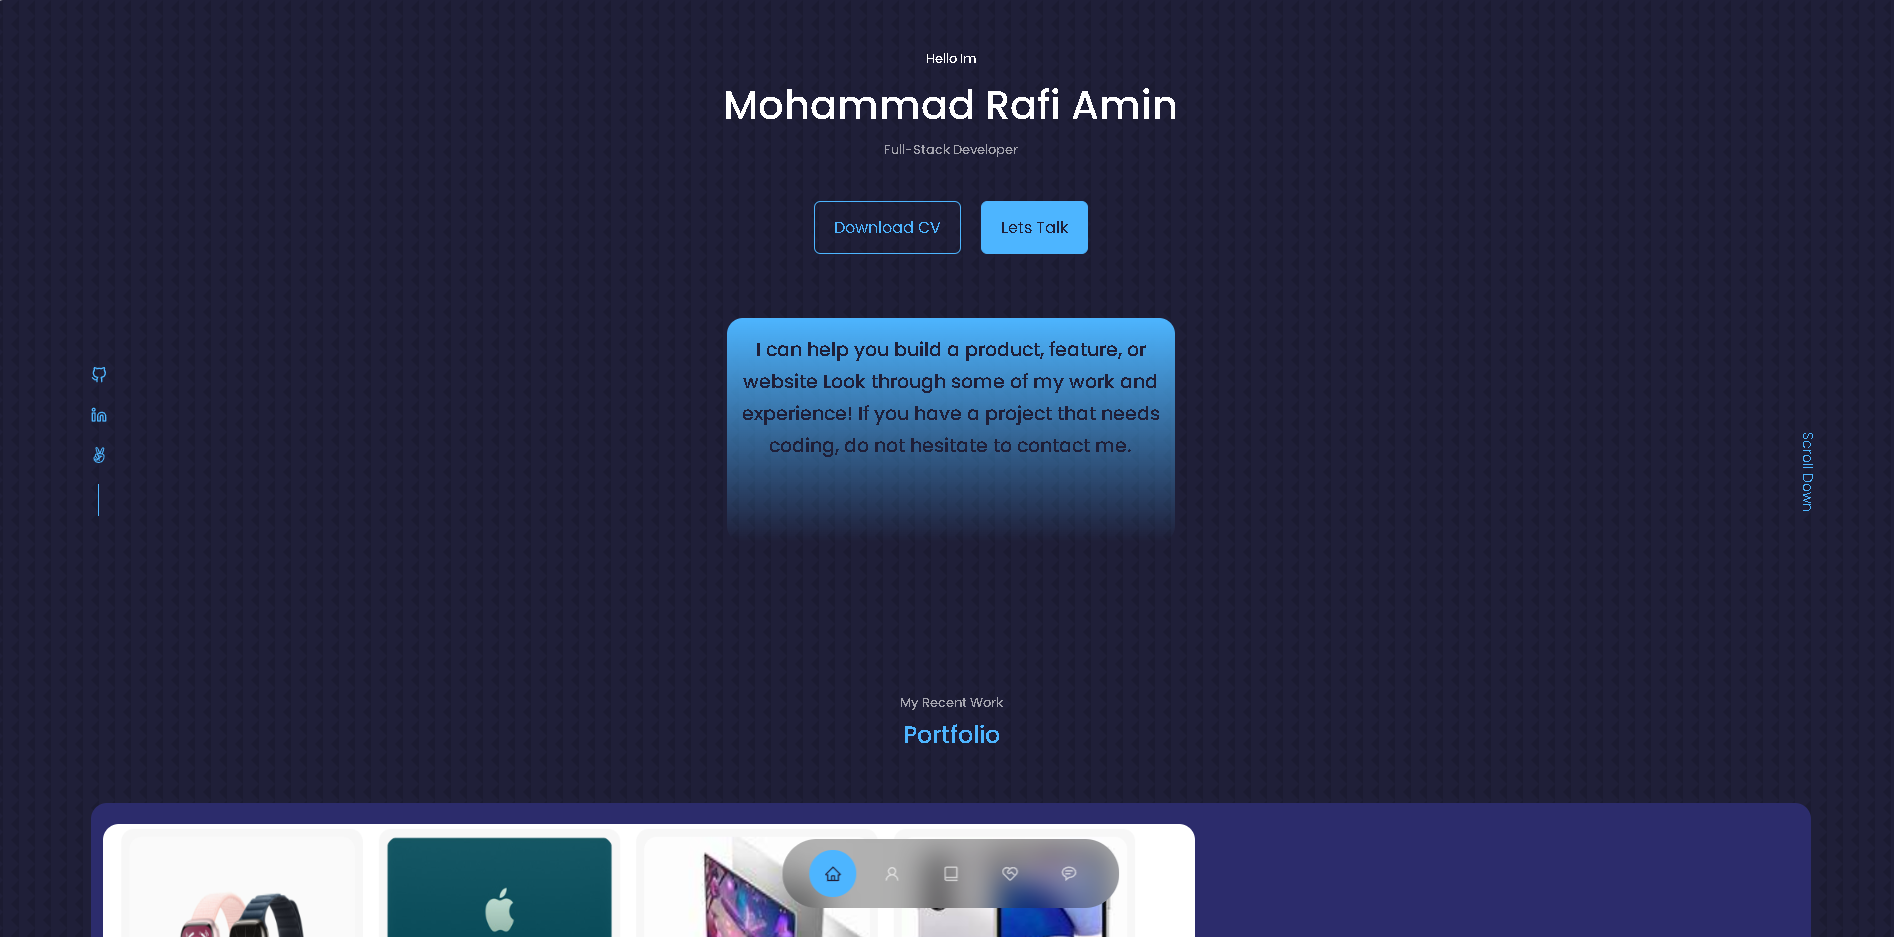 Hello Im
Mohammad Rafi Amin
Full-Stack Developer
Download CV
Lets Talk
I can help you build a product, feature, or
website Look through some of my work and
experience! If you have a project that needs
coding, do not hesitate to contact me.
Scroll Down
My Recent Work
Portfolio